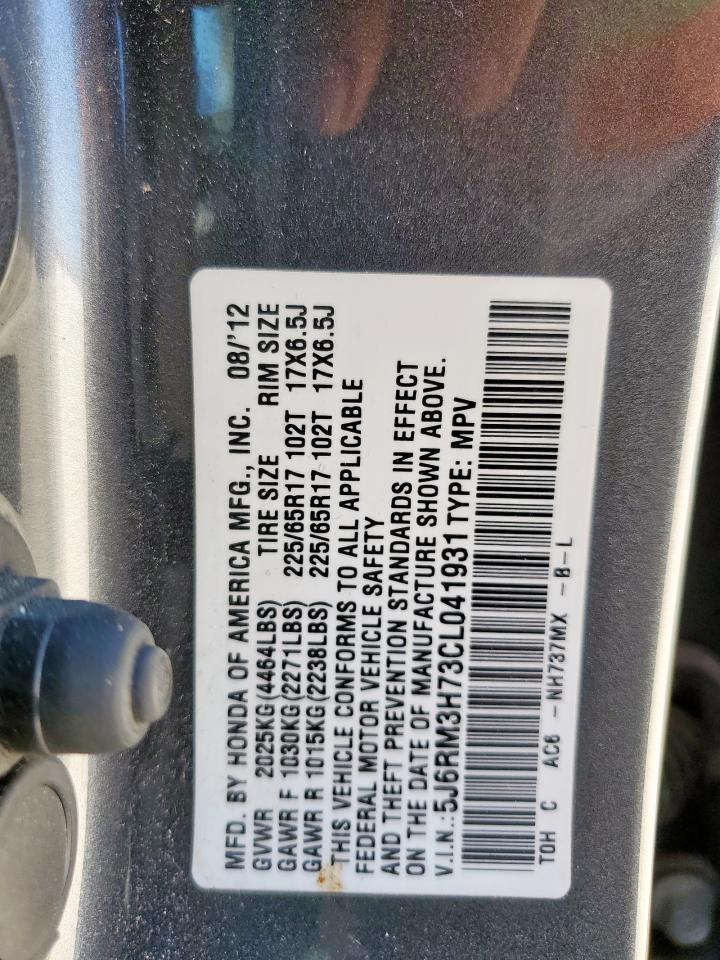 MFD. BY HONDA OF AMERICA MFG., INC. 08/'12
GVWR 2025KG(4464LBS) TIRE SIZE RIM SIZE
GAWR F 1030KG(2271LBS) 225/65R17 102T 17X6.5J
GAWR R 1015KG(2238LBS) 225/65R17 102T 17X6.5J
THIS VEHICLE CONFORMS TO ALL APPLICABLE
FEDERAL MOTOR VEHICLE SAFETY
AND THEFT PREVENTION STANDARDS IN EFFECT
ON THE DATE OF MANUFACTURE SHOWN ABOVE.
V.I.N.:5J6RM3H73CL041931 TYPE: MPV
TOH C AC6 -NH737MX -B-L